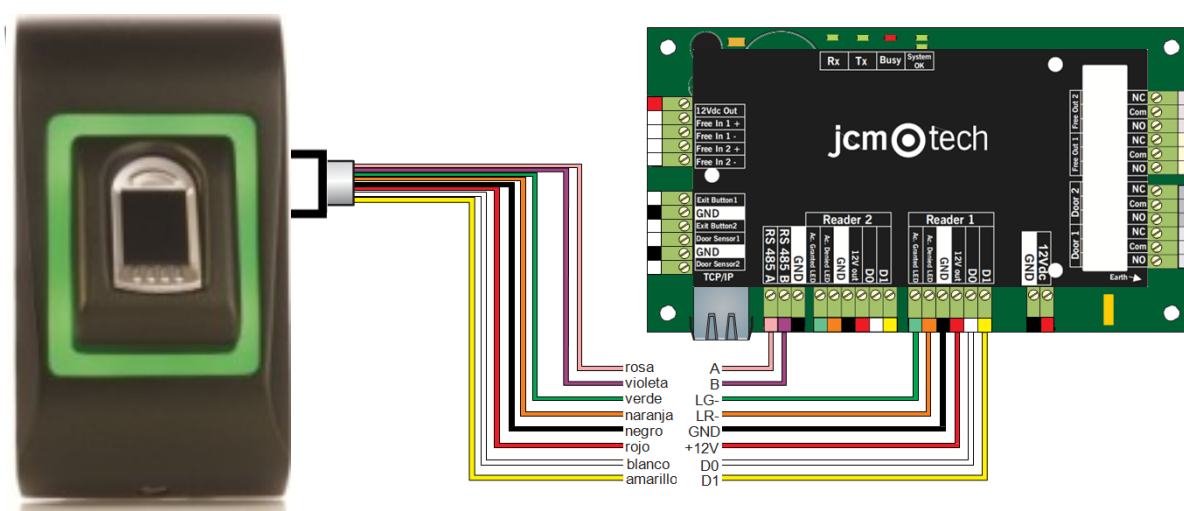 Rx Tx Busy System OK
jcm tech
12Vdc Out
Free In 1 +
Free In 1 -
Free In 2 +
Free In 2 -
Exit Button1
GND
Exit Button2
Door Sensor1
GND
Door Sensor2
TCP/IP
RS 485 A
RS 485 B
GND
Reader 2
Ac. Granted LED
Ac. Denied LED
GND
12V out
D0
D1
Reader 1
Ac. Granted LED
Ac. Denied LED
GND
12V out
D0
D1
GND
12Vdc
Free Out 2
NC
Com
NO
Free Out 1
NC
Com
NO
Door 2
NC
Com
NO
Door 1
NC
Com
NO
Earth
rosa A
violeta B
verde LG-
naranja LR-
negro GND
rojo +12V
blanco D0
amarillo D1